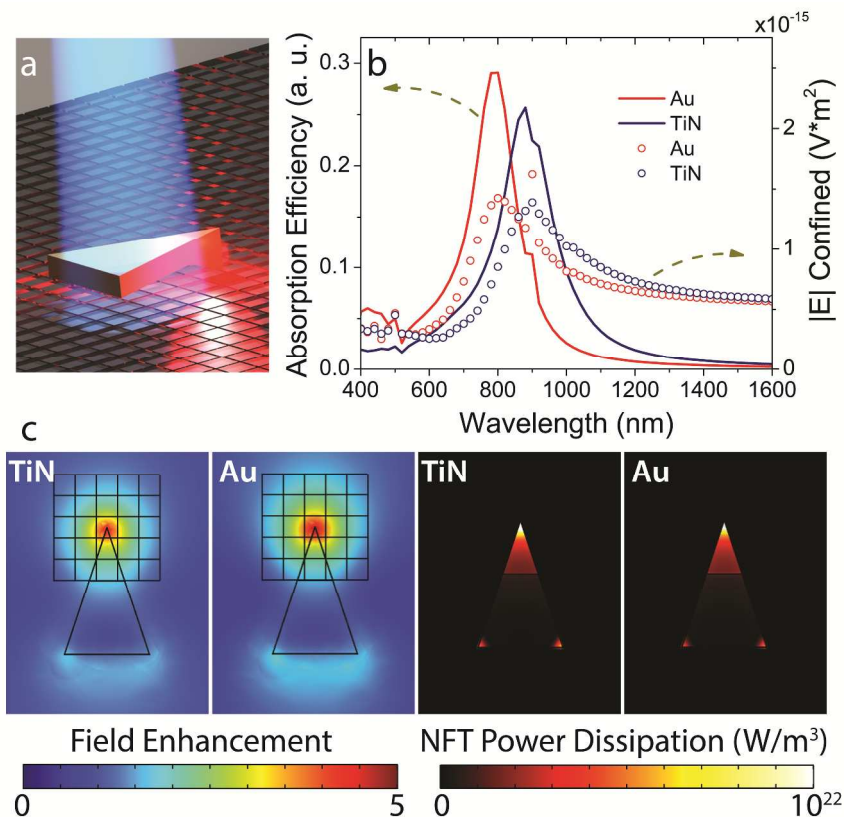 a
b
x10⁻¹⁵
Absorption Efficiency (a. u.)
0.3
0.2
0.1
0.0
Au
TiN
Au
TiN
2
1
0
|E| Confined (V*m²)
400 600 800 1000 1200 1400 1600
Wavelength (nm)
c
TiN Au TiN Au
Field Enhancement
0 5
NFT Power Dissipation (W/m³)
0 10²²